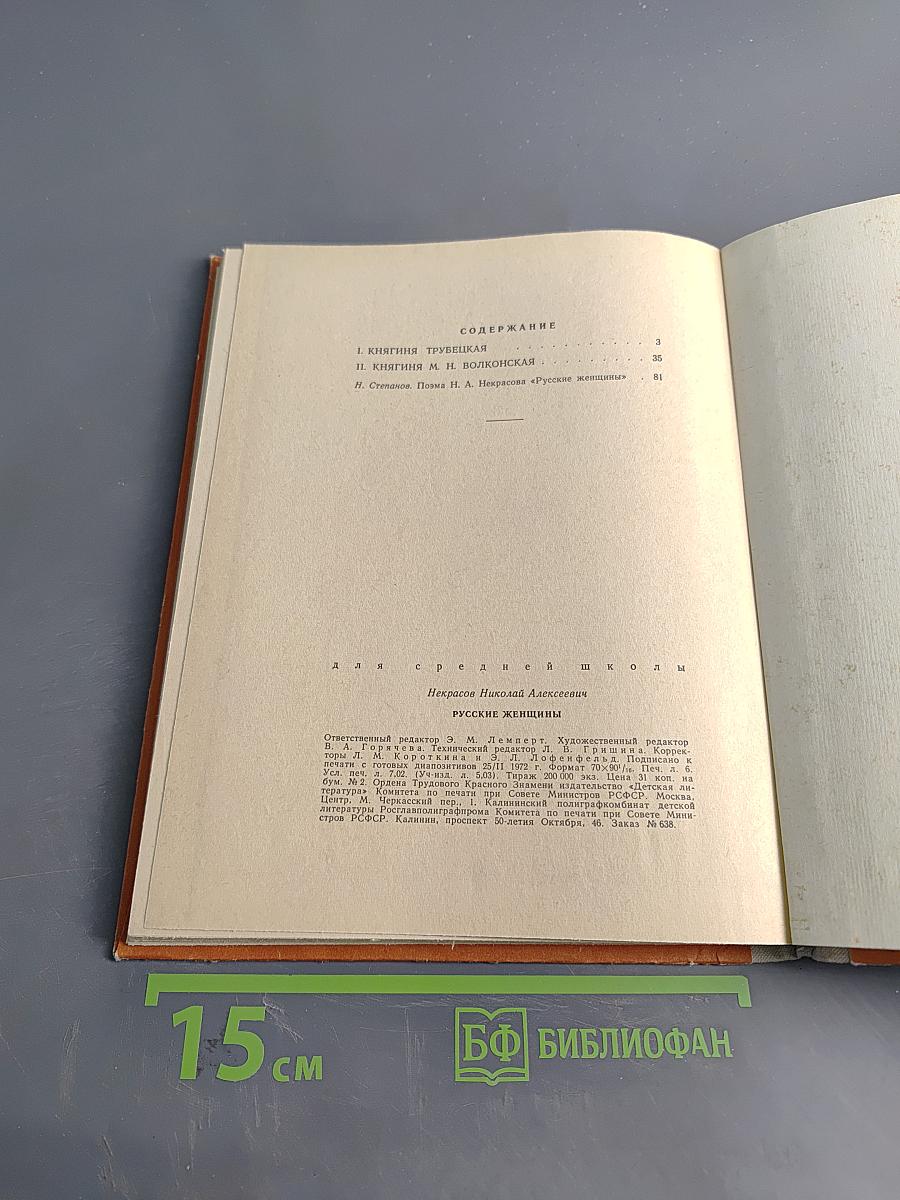 СОДЕРЖАНИЕ
I. КНЯГИНЯ ТРУБЕЦКАЯ . . . . . . . . . . . 3
II. КНЯГИНЯ М. Н. ВОЛКОНСКАЯ . . . . . . . . . 35
Н. Степанов. Поэма Н. А. Некрасова «Русские женщины» . 81
для средней школы
Некрасов Николай Алексеевич
РУССКИЕ ЖЕНЩИНЫ
Ответственный редактор Э. М. Лемперт. Художественный редактор
В. А. Горячева. Технический редактор Л. В. Гришина. Коррек-
торы Л. М. Короткина и Э. Л. Лофенфельд. Подписано к
печати с готовых диапозитивов 25/II 1972 г. Формат 70×90¹/₁₆. Печ. л. 6.
Усл. печ. л. 7,02. (Уч-изд. л. 5,03). Тираж 200 000 экз. Цена 31 коп. на
бум. № 2. Ордена Трудового Красного Знамени издательство «Детская ли-
тература» Комитета по печати при Совете Министров РСФСР. Москва,
Центр, М. Черкасский пер., 1. Калининский полиграфкомбинат детской
литературы Росглавполиграфпрома Комитета по печати при Совете Мини-
стров РСФСР. Калинин, проспект 50-летия Октября, 46. Заказ № 638.
15 см
БФ БИБЛИОФАН